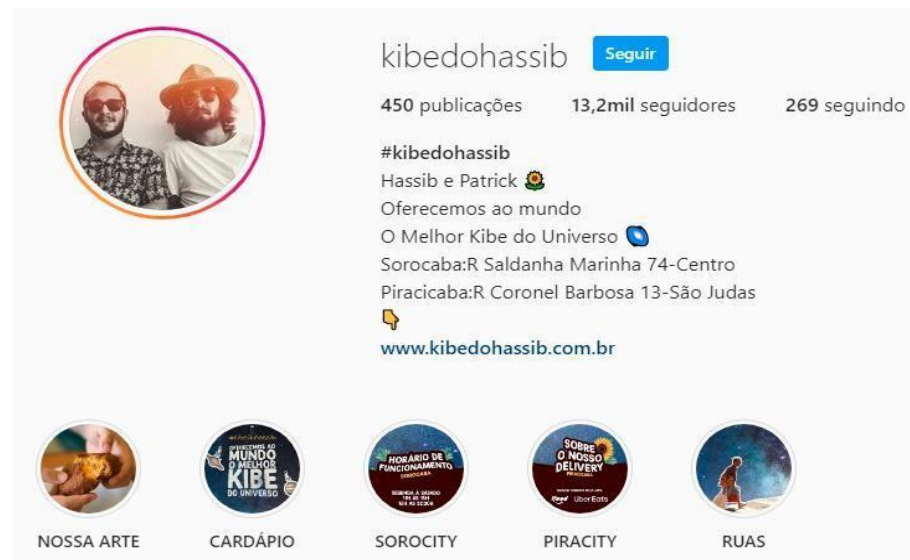 kibedohassib Seguir
450 publicações 13,2mil seguidores 269 seguindo
#kibedohassib
Hassib e Patrick
Oferecemos ao mundo
O Melhor Kibe do Universo
Sorocaba:R Saldanha Marinha 74-Centro
Piracicaba:R Coronel Barbosa 13-São Judas
www.kibedohassib.com.br
OFERECEMOS AO
MUNDO
O MELHOR
KIBE
DO UNIVERSO
HORÁRIO DE
FUNCIONAMENTO
SOROCABA
SEGUNDA A SÁBADO
SOBRE
O NOSSO
DELIVERY
PIRACICABA
iFood Uber Eats
NOSSA ARTE CARDÁPIO SOROCITY PIRACITY RUAS